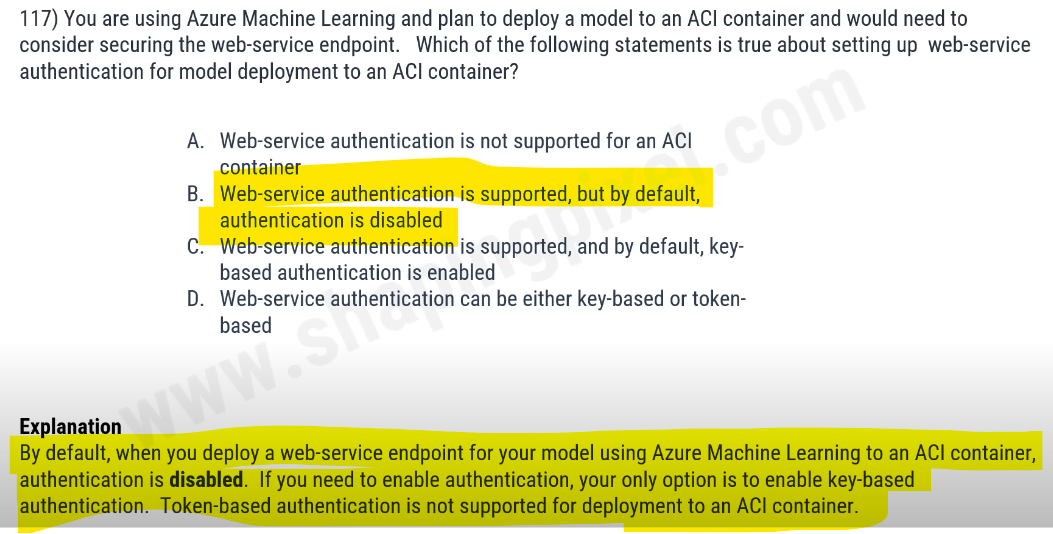 117) You are using Azure Machine Learning and plan to deploy a model to an ACI container and would need to
consider securing the web-service endpoint. Which of the following statements is true about setting up web-service
authentication for model deployment to an ACI container?
A. Web-service authentication is not supported for an ACI
container
B. Web-service authentication is supported, but by default,
authentication is disabled
C. Web-service authentication is supported, and by default, key-
based authentication is enabled
D. Web-service authentication can be either key-based or token-
based
www.shapingpixel.com
Explanation
By default, when you deploy a web-service endpoint for your model using Azure Machine Learning to an ACI container,
authentication is disabled. If you need to enable authentication, your only option is to enable key-based
authentication. Token-based authentication is not supported for deployment to an ACI container.